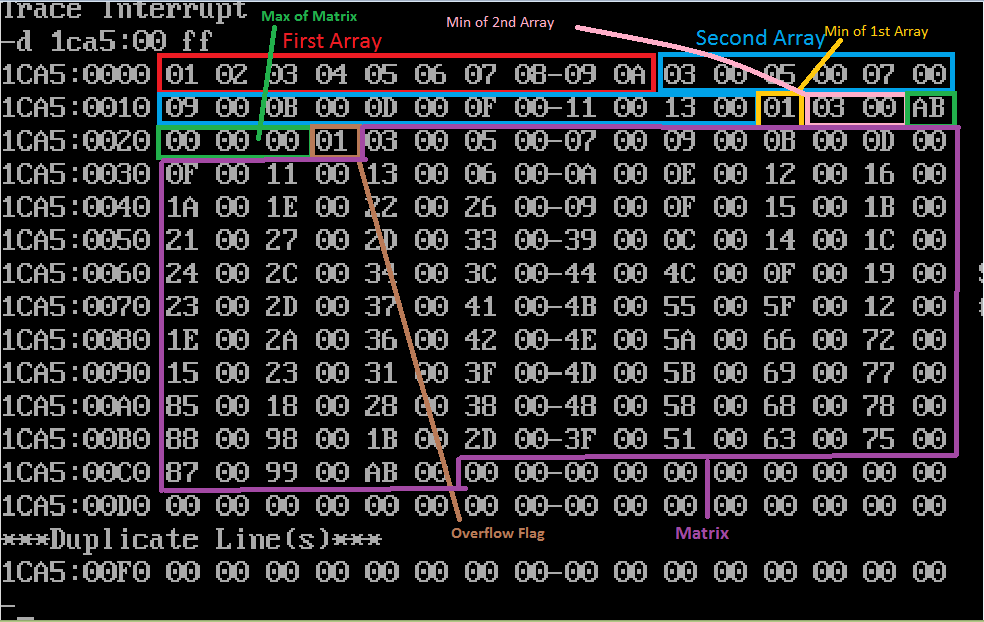 Trace Interrupt
Max of Matrix
Min of 2nd Array
-d 1ca5:00 ff
First Array
Second Array
Min of 1st Array
1CA5:0000 01 02 03 04 05 06 07 08-09 0A 03 00 05 00 07 00
1CA5:0010 09 00 0B 00 0D 00 0F 00-11 00 13 00 01 03 00 AB
1CA5:0020 00 00 00 01 03 00 05 00-07 00 09 00 0B 00 0D 00
1CA5:0030 0F 00 11 00 13 00 06 00-0A 00 0E 00 12 00 16 00
1CA5:0040 1A 00 1E 00 22 00 26 00-09 00 0F 00 15 00 1B 00
1CA5:0050 21 00 27 00 2D 00 33 00-39 00 0C 00 14 00 1C 00
1CA5:0060 24 00 2C 00 34 00 3C 00-44 00 4C 00 0F 00 19 00
1CA5:0070 23 00 2D 00 37 00 41 00-4B 00 55 00 5F 00 12 00
1CA5:0080 1E 00 2A 00 36 00 42 00-4E 00 5A 00 66 00 72 00
1CA5:0090 15 00 23 00 31 00 3F 00-4D 00 5B 00 69 00 77 00
1CA5:00A0 85 00 18 00 28 00 38 00-48 00 58 00 68 00 78 00
1CA5:00B0 88 00 98 00 1B 00 2D 00-3F 00 51 00 63 00 75 00
1CA5:00C0 87 00 99 00 AB 00 00 00-00 00 00 00 00 00 00 00
1CA5:00D0 00 00 00 00 00 00 00 00-00 00 00 00 00 00 00 00
Overflow Flag
Matrix
***Duplicate Line(s)***
1CA5:00F0 00 00 00 00 00 00 00 00-00 00 00 00 00 00 00 00